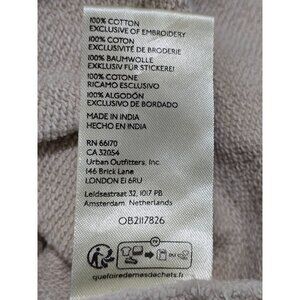 100% COTTON
EXCLUSIVE OF EMBROIDERY
100% COTON
EXCLUSIVITÉ DE BRODERIE
100% BAUMWOLLE
EXKLUSIV FÜR STICKEREI
100% COTONE
RICAMO ESCLUSIVO
100% ALGODÓN
EXCLUSIVO DE BORDADO
MADE IN INDIA
HECHO EN INDIA
RN 66170
CA 32054
Urban Outfitters, Inc.
146 Brick Lane
LONDON E1 6RU
Leidsestraat 32, 1017 PB
Amsterdam, Netherlands
OB2117826
FR
quefairedemesdechets.fr